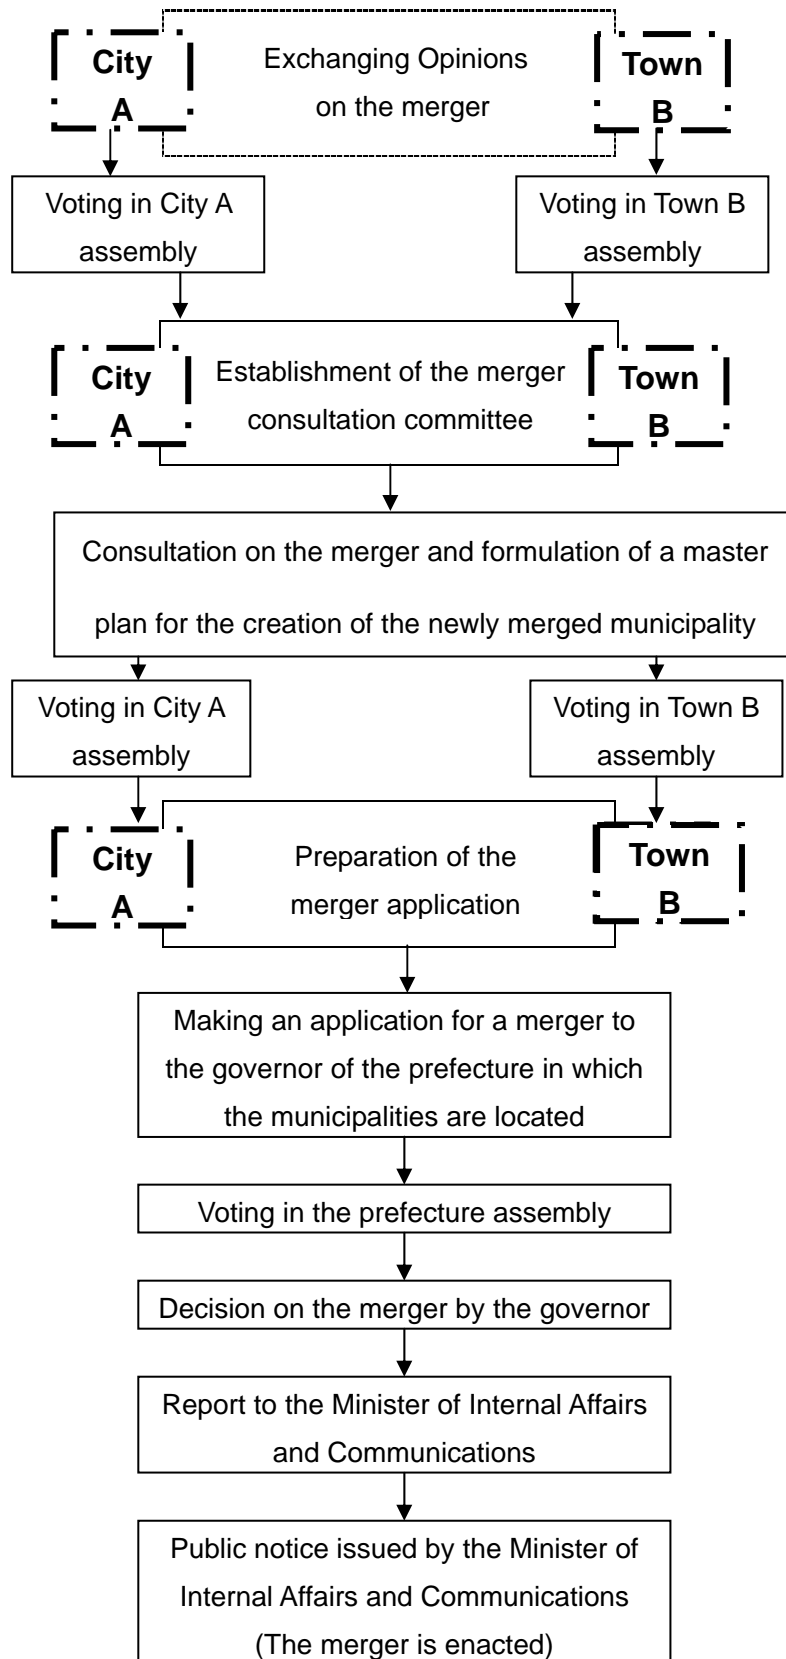 City
A
Exchanging Opinions
on the merger
Town
B
Voting in City A
assembly
Voting in Town B
assembly
City
A
Establishment of the merger
consultation committee
Town
B
Consultation on the merger and formulation of a master
plan for the creation of the newly merged municipality
Voting in City A
assembly
Voting in Town B
assembly
City
A
Preparation of the
merger application
Town
B
Making an application for a merger to
the governor of the prefecture in which
the municipalities are located
Voting in the prefecture assembly
Decision on the merger by the governor
Report to the Minister of Internal Affairs
and Communications
Public notice issued by the Minister of
Internal Affairs and Communications
(The merger is enacted)